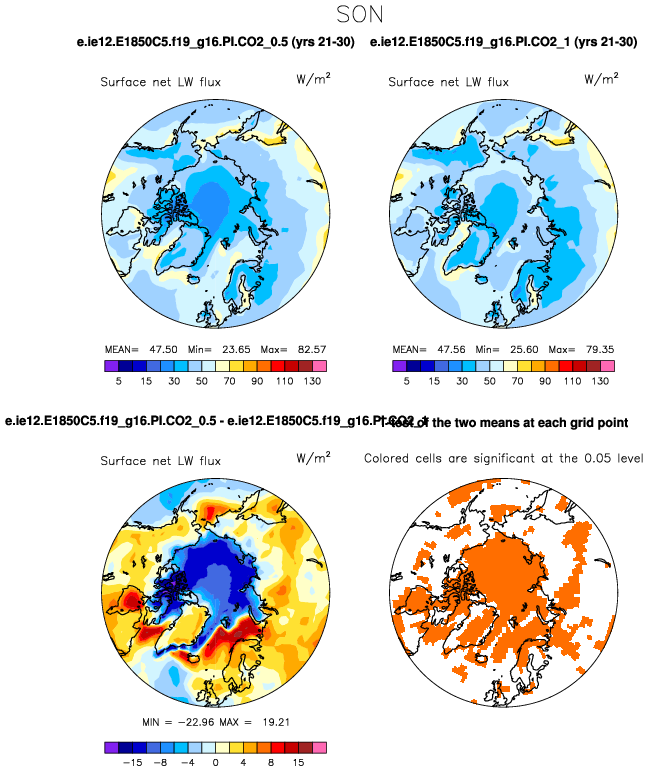 SON
e.ie12.E1850C5.f19_g16.PI.CO2_0.5 (yrs 21-30)
e.ie12.E1850C5.f19_g16.PI.CO2_1 (yrs 21-30)
Surface net LW flux W/m²
Surface net LW flux W/m²
MEAN= 47.50 Min= 23.65 Max= 82.57
MEAN= 47.56 Min= 25.60 Max= 79.35
5 15 30 50 70 90 110 130
5 15 30 50 70 90 110 130
e.ie12.E1850C5.f19_g16.PI.CO2_0.5 - e.ie12.E1850C5.f19_g16.PI.CO2_1
of the two means at each grid point
Surface net LW flux W/m²
Colored cells are significant at the 0.05 level
MIN = -22.96 MAX = 19.21
-15 -8 -4 0 4 8 15